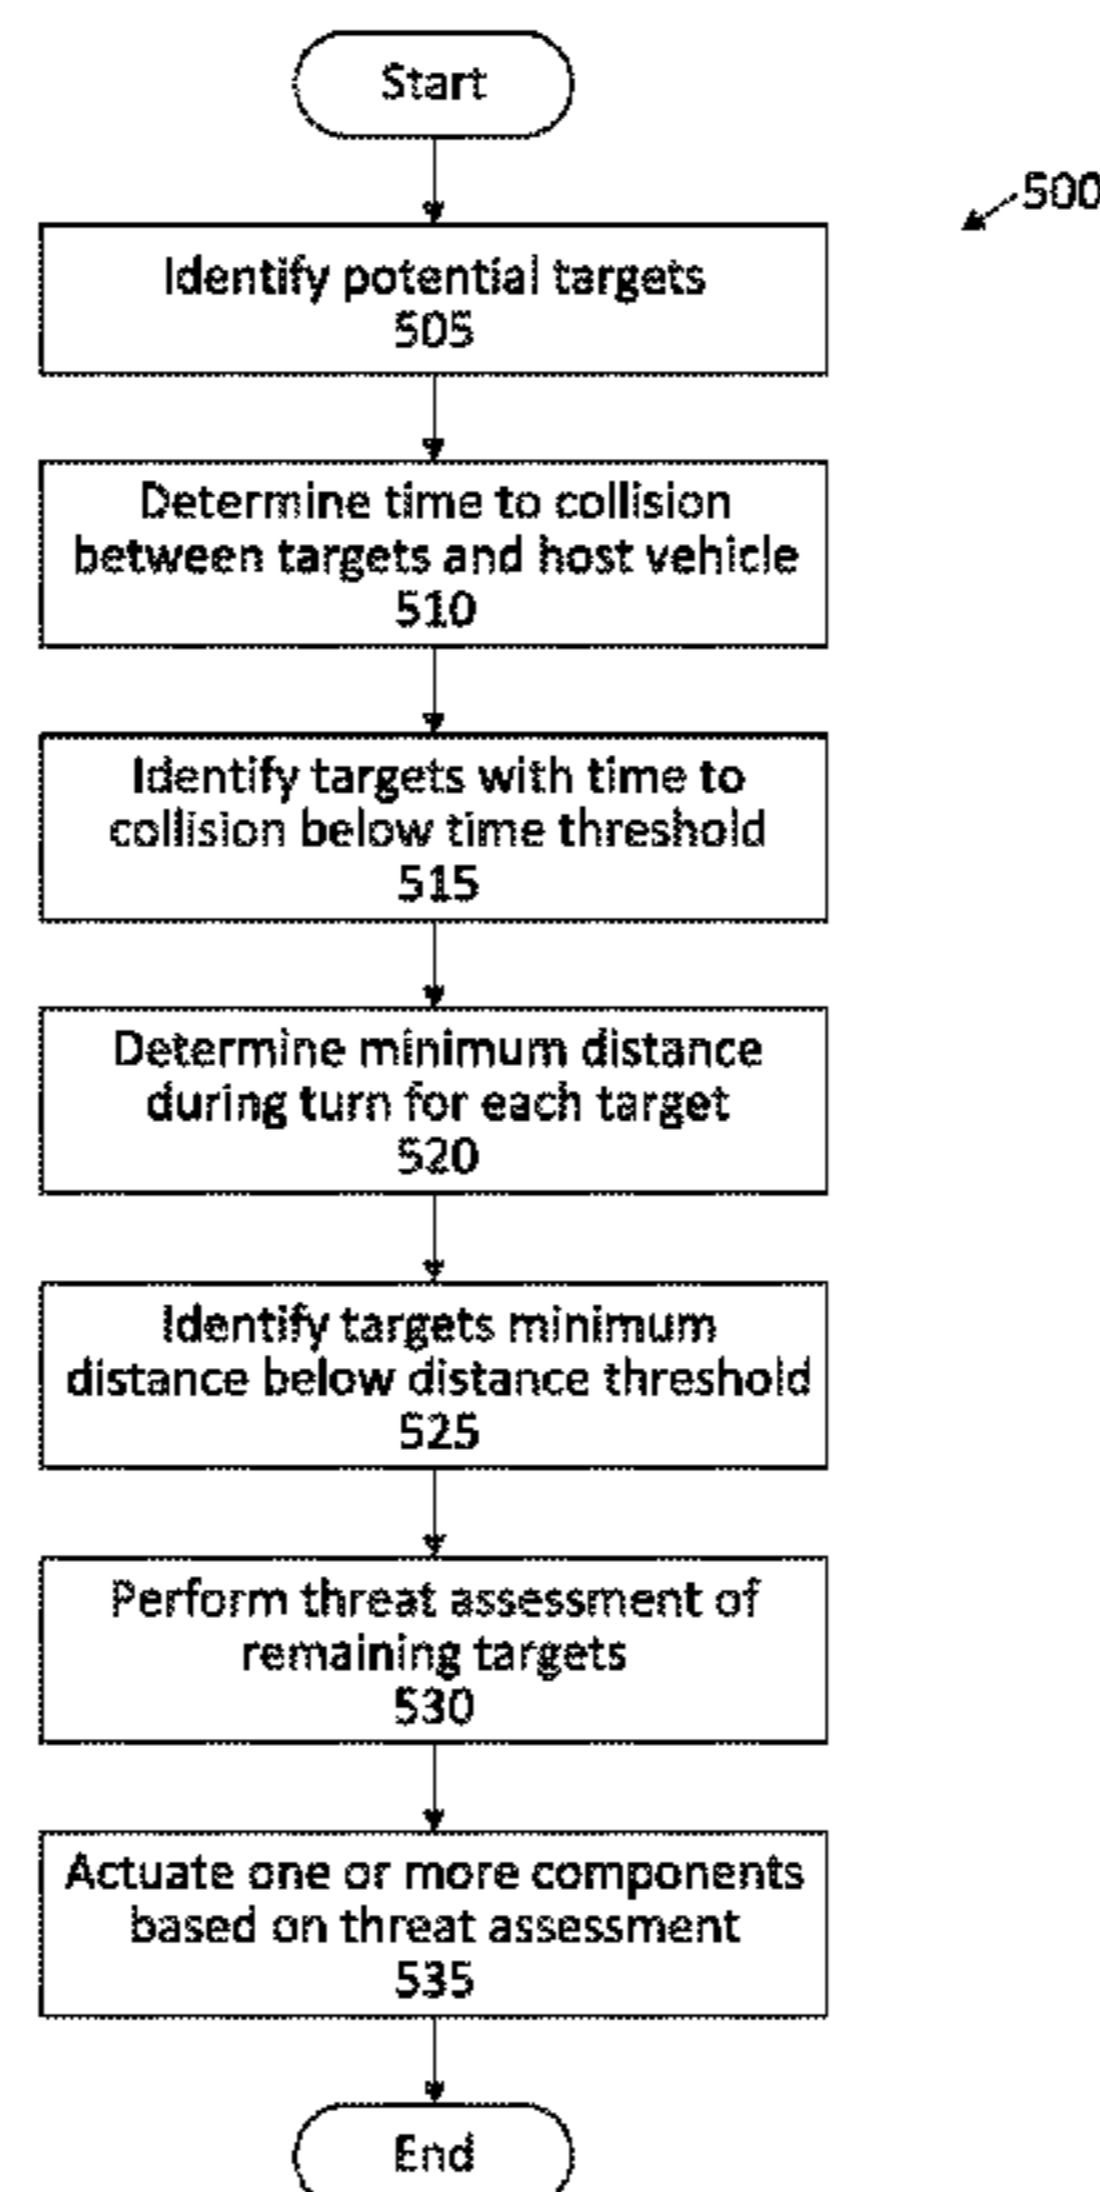 Start
500
Identify potential targets
505
Determine time to collision
between targets and host vehicle
510
Identify targets with time to
collision below time threshold
515
Determine minimum distance
during turn for each target
520
Identify targets minimum
distance below distance threshold
525
Perform threat assessment of
remaining targets
530
Actuate one or more components
based on threat assessment
535
End